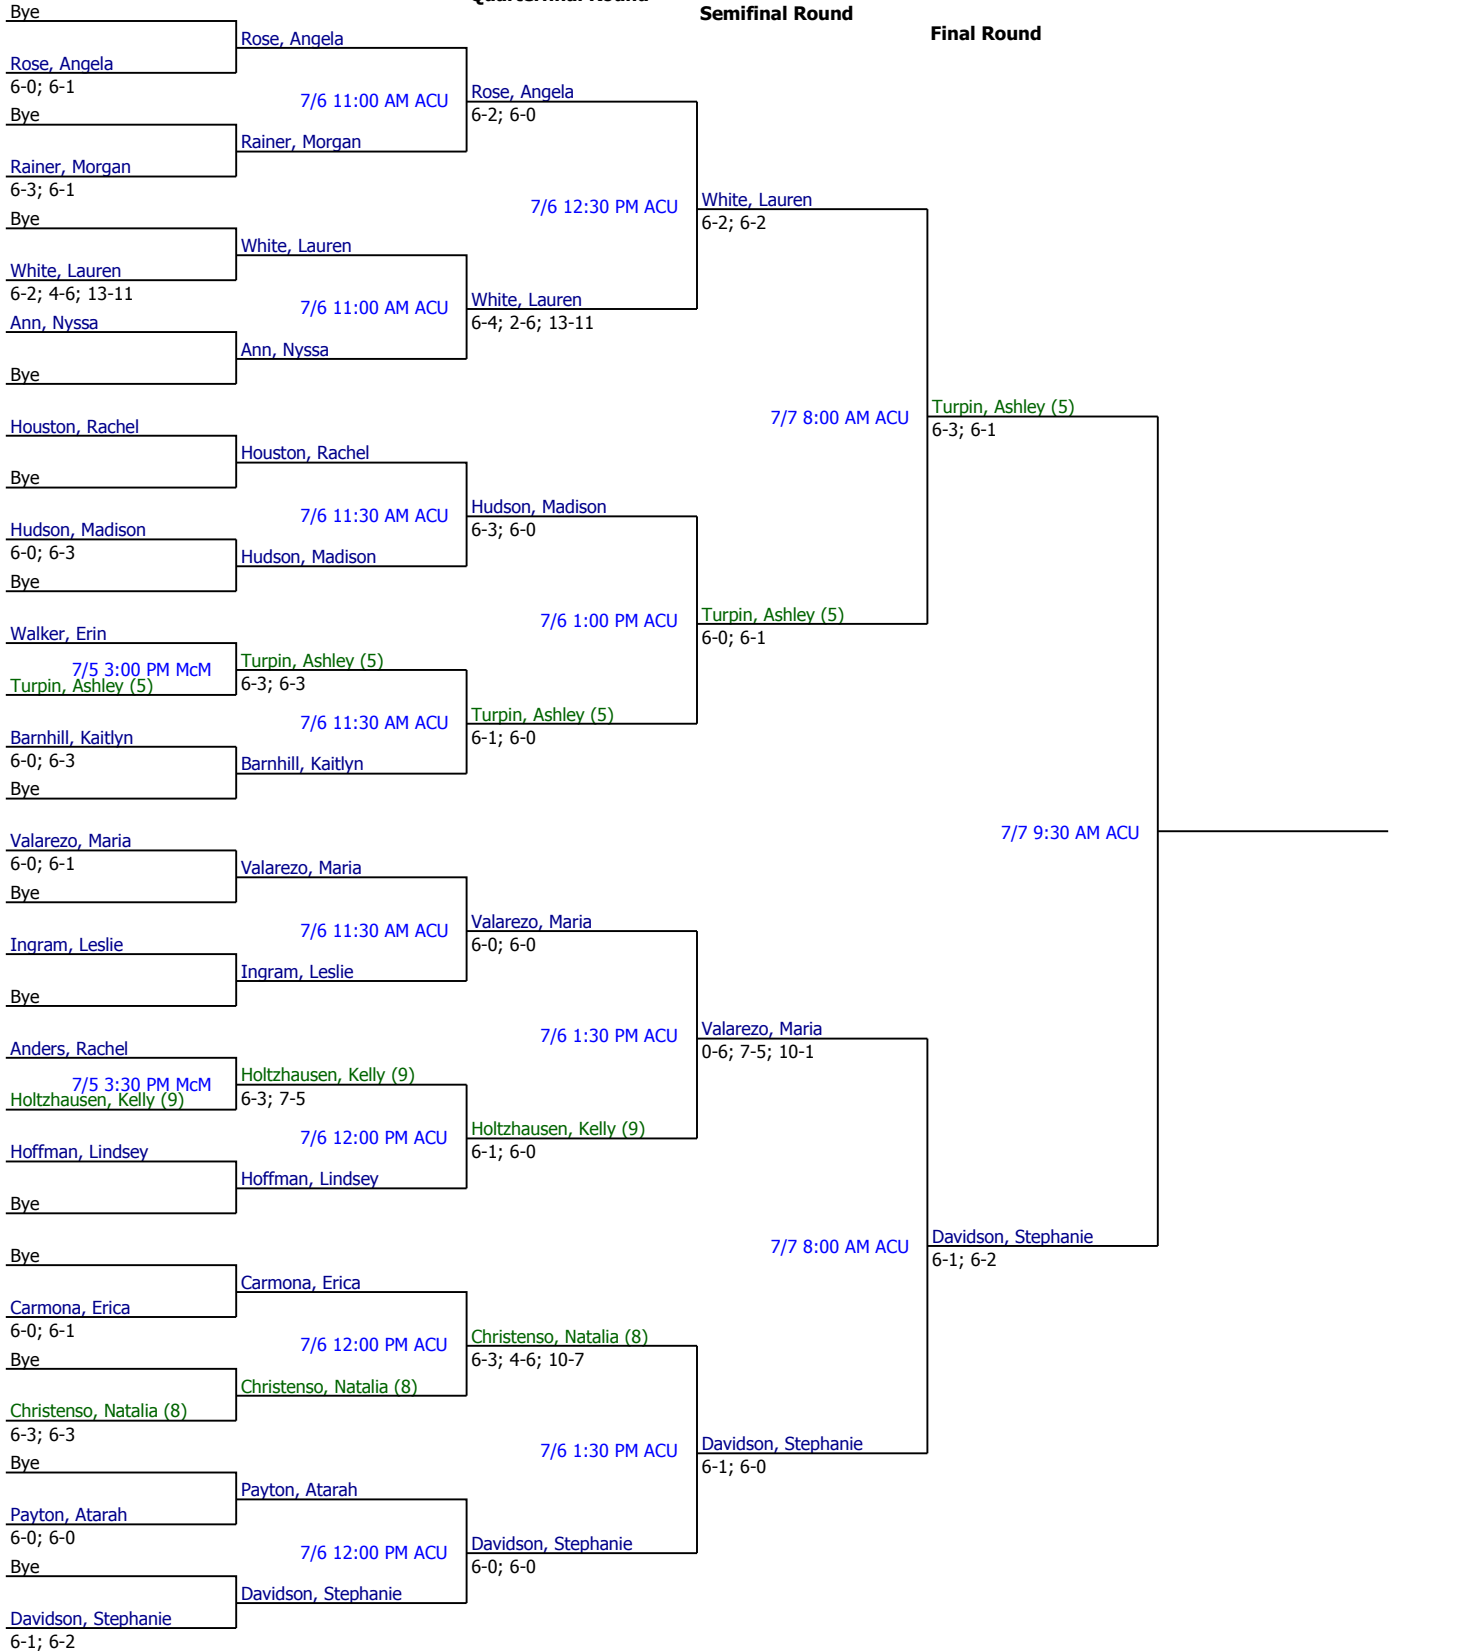 Semifinal Round
Final Round
Bye
Rose, Angela
Rose, Angela
6-0; 6-1
7/6 11:00 AM ACU
Rose, Angela
6-2; 6-0
Bye
Rainer, Morgan
Rainer, Morgan
6-3; 6-1
7/6 12:30 PM ACU
White, Lauren
6-2; 6-2
Bye
White, Lauren
White, Lauren
6-2; 4-6; 13-11
7/6 11:00 AM ACU
White, Lauren
6-4; 2-6; 13-11
Ann, Nyssa
Ann, Nyssa
Bye
7/7 8:00 AM ACU
Turpin, Ashley (5)
6-3; 6-1
Houston, Rachel
Houston, Rachel
Bye
7/6 11:30 AM ACU
Hudson, Madison
6-3; 6-0
Hudson, Madison
6-0; 6-3
Hudson, Madison
Bye
7/6 1:00 PM ACU
Turpin, Ashley (5)
6-0; 6-1
Walker, Erin
7/5 3:00 PM McM
Turpin, Ashley (5)
Turpin, Ashley (5)
6-3; 6-3
7/6 11:30 AM ACU
Turpin, Ashley (5)
6-1; 6-0
Barnhill, Kaitlyn
6-0; 6-3
Barnhill, Kaitlyn
Bye
7/7 9:30 AM ACU
Valarezo, Maria
6-0; 6-1
Valarezo, Maria
Bye
7/6 11:30 AM ACU
Valarezo, Maria
6-0; 6-0
Ingram, Leslie
Ingram, Leslie
Bye
7/6 1:30 PM ACU
Valarezo, Maria
0-6; 7-5; 10-1
Anders, Rachel
7/5 3:30 PM McM
Holtzhausen, Kelly (9)
Holtzhausen, Kelly (9)
6-3; 7-5
7/6 12:00 PM ACU
Holtzhausen, Kelly (9)
6-1; 6-0
Hoffman, Lindsey
Hoffman, Lindsey
Bye
7/7 8:00 AM ACU
Davidson, Stephanie
6-1; 6-2
Bye
Carmona, Erica
Carmona, Erica
6-0; 6-1
7/6 12:00 PM ACU
Christenso, Natalia (8)
6-3; 4-6; 10-7
Bye
Christenso, Natalia (8)
Christenso, Natalia (8)
6-3; 6-3
7/6 1:30 PM ACU
Davidson, Stephanie
6-1; 6-0
Bye
Payton, Atarah
Payton, Atarah
6-0; 6-0
7/6 12:00 PM ACU
Davidson, Stephanie
6-0; 6-0
Bye
Davidson, Stephanie
Davidson, Stephanie
6-1; 6-2